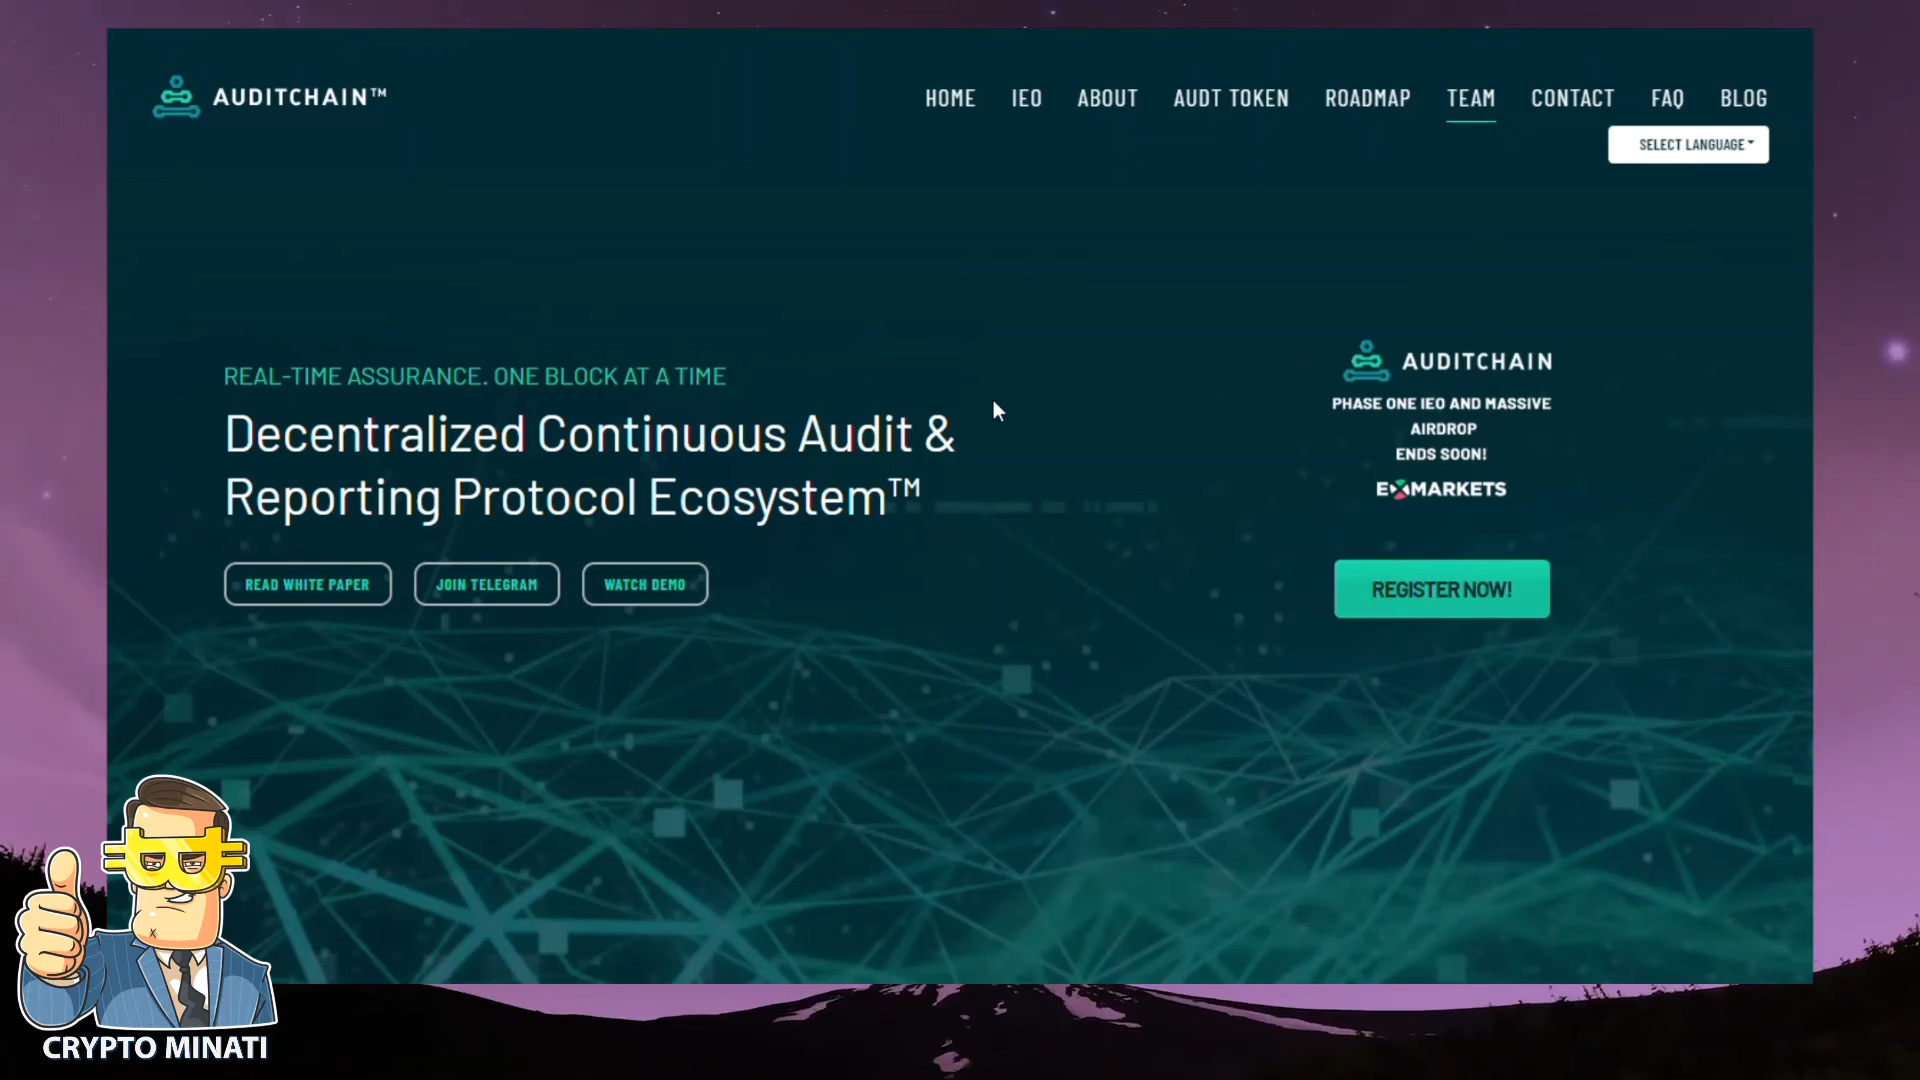 AUDITCHAIN™
HOME IEO ABOUT AUDT TOKEN ROADMAP TEAM CONTACT FAQ BLOG
SELECT LANGUAGE
REAL-TIME ASSURANCE. ONE BLOCK AT A TIME
Decentralized Continuous Audit &
Reporting Protocol Ecosystem™
READ WHITE PAPER JOIN TELEGRAM WATCH DEMO
AUDITCHAIN
PHASE ONE IEO AND MASSIVE
AIRDROP
ENDS SOON!
EXMARKETS
REGISTER NOW!
CRYPTO MINATI